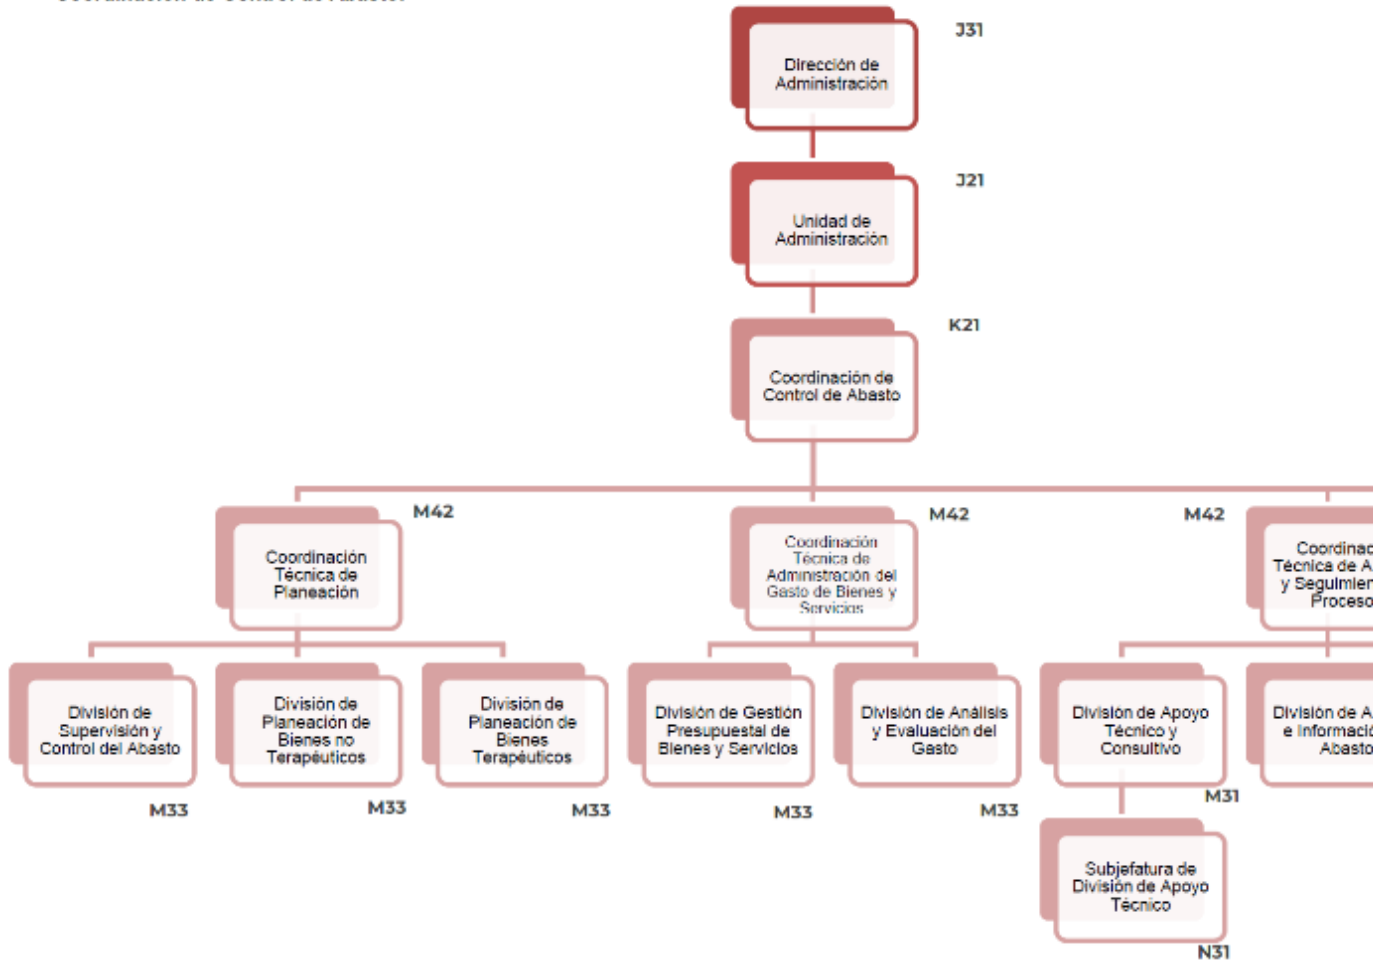 J31
Dirección de
Administración
J21
Unidad de
Administración
K21
Coordinación de
Control de Abasto
M42
M42
M42
Coordinación
Técnica de
Planeación
Coordinación
Técnica de
Administración del
Gasto de Bienes y
Servicios
Técnica de
y
División de
Supervisión y
Control del Abasto
División de
Planeación de
Bienes no
Terapéuticos
División de
Planeación de
Bienes
Terapéuticos
División de Gestión
Presupuestal de
Bienes y Servicios
División de Análisis
y Evaluación del
Gasto
División de Apoyo
Técnico y
Consultivo
División de
e
M33
M33
M33
M33
M33
M31
Subjefatura de
División de Apoyo
Técnico
N31